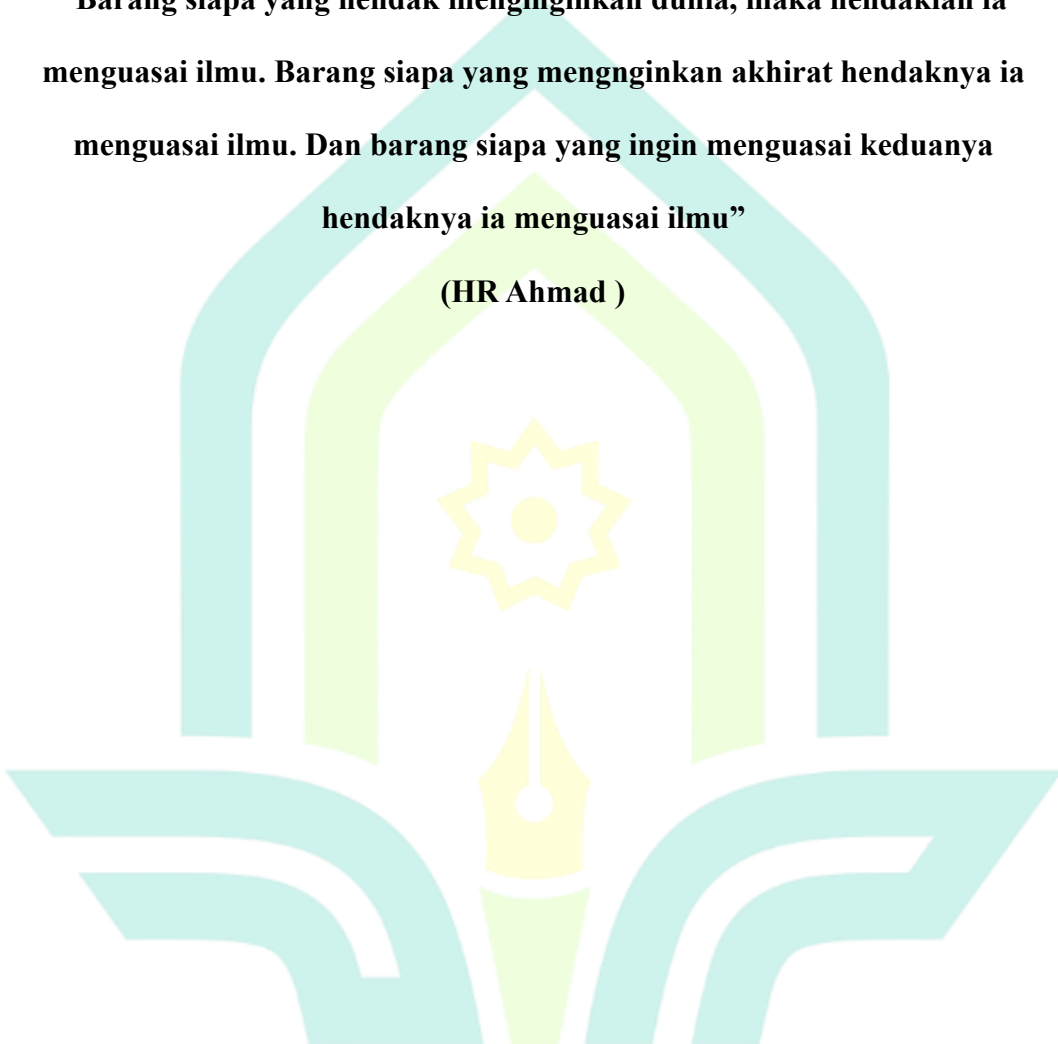 Barang siapa yang hendak menginginkan dunia, maka hendaklah ia
menguasai ilmu. Barang siapa yang mengnginkan akhirat hendaknya ia
menguasai ilmu. Dan barang siapa yang ingin menguasai keduanya
hendaknya ia menguasai ilmu”
(HR Ahmad )